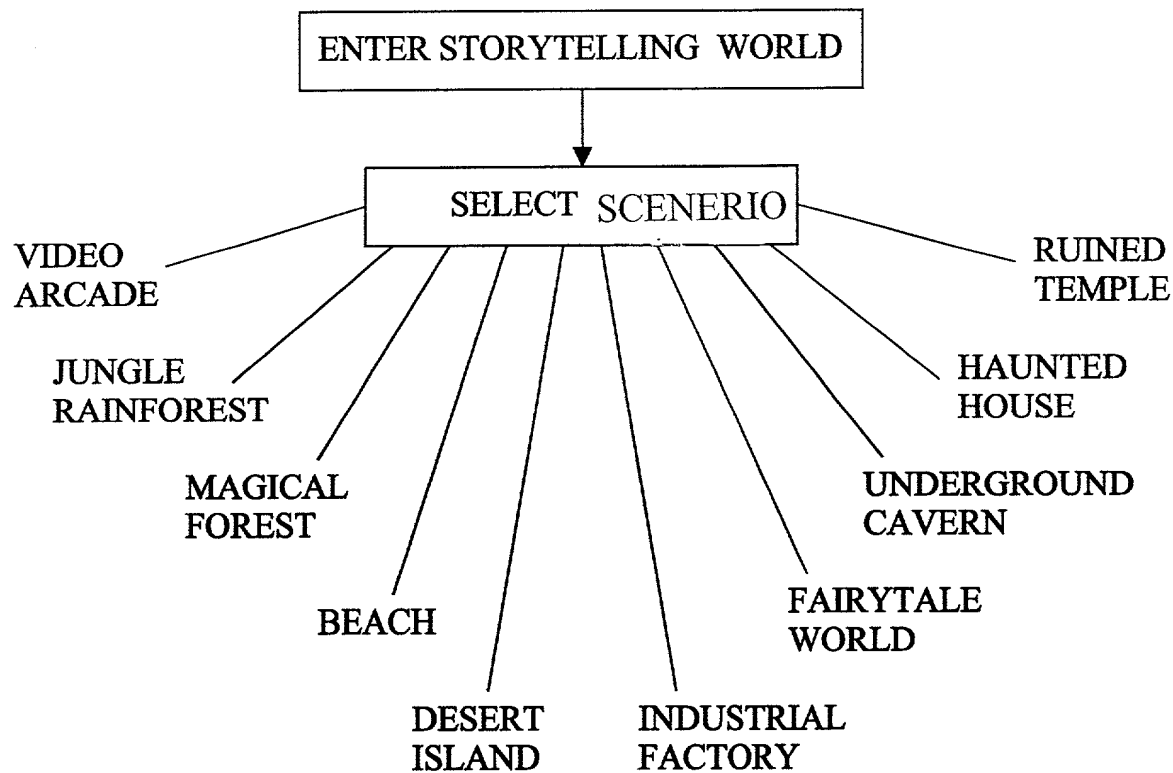 ENTER STORYTELLING WORLD
SELECT SCENERIO
VIDEO
ARCADE
JUNGLE
RAINFOREST
MAGICAL
FOREST
BEACH
DESERT
ISLAND
INDUSTRIAL
FACTORY
FAIRYTALE
WORLD
UNDERGROUND
CAVERN
HAUNTED
HOUSE
RUINED
TEMPLE